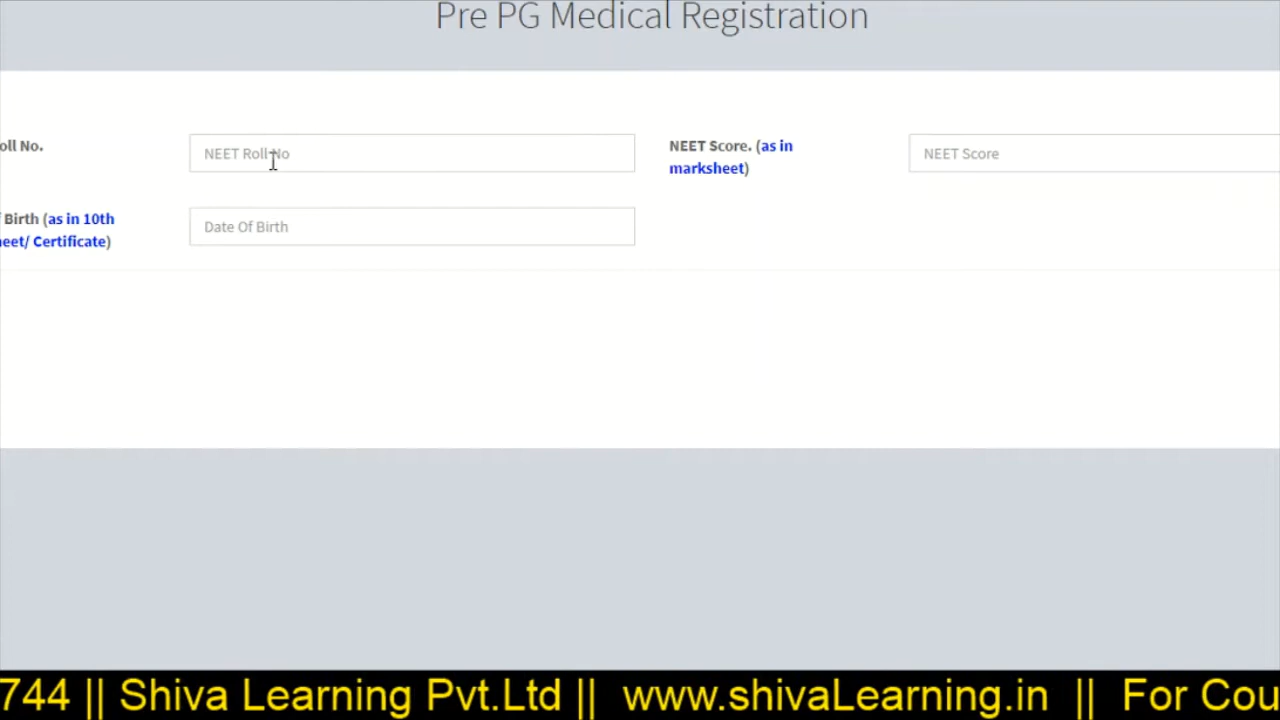 Pre PG Medical Registration
oll No.
NEET Roll No
NEET Score. (as in
marksheet)
NEET Score
Birth (as in 10th
eet/ Certificate)
Date Of Birth
744 || Shiva Learning Pvt.Ltd || www.shivaLearning.in || For Cou